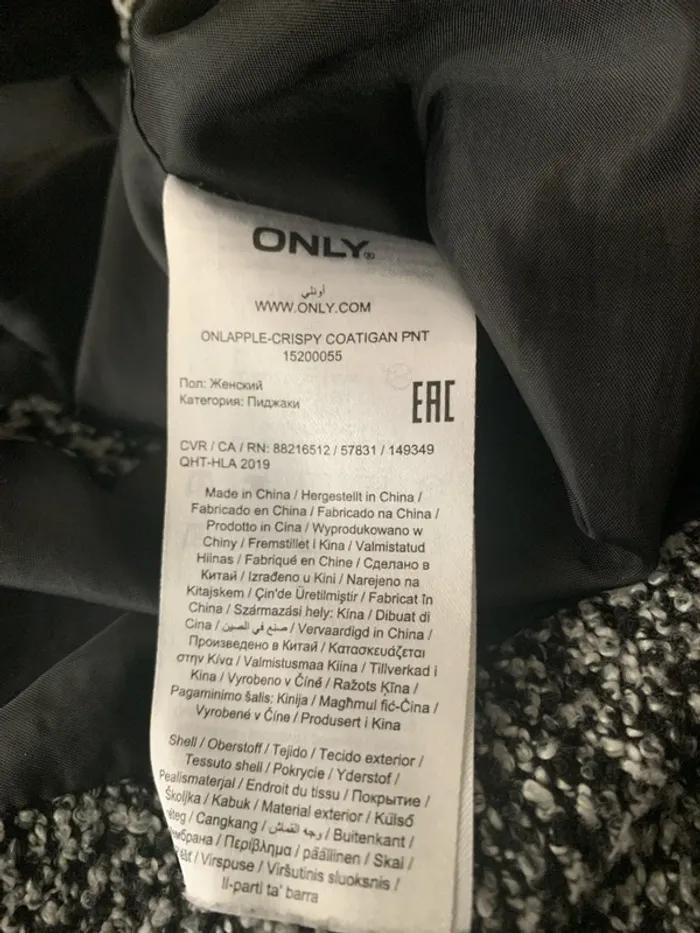 ONLY®
أونلي
WWW.ONLY.COM
ONLAPPLE-CRISPY COATIGAN PNT
15200055
Пол: Женский
Категория: Пиджаки
EAC
CVR / CA / RN: 88216512 / 57831 / 149349
QHT-HLA 2019
Made in China / Hergestellt in China /
Fabricado en China / Fabricado na China /
Prodotto in Cina / Wyprodukowano w
Chiny / Fremstillet i Kina / Valmistatud
Hiinas / Fabriqué en Chine / Сделано в
Китай / Izrađeno u Kini / Narejeno na
Kitajskem / Çin'de Üretilmiştir / Fabricat în
China / Származási hely: Kína / Dibuat di
Cina / صنع في الصين / Vervaardigd in China /
Произведено в Китай / Κατασκευάζεται
στην Κίνα / Valmistusmaa Kiina / Tillverkad i
Kina / Vyrobeno v Číně / Ražots Ķīna /
Pagaminimo šalis: Kinija / Magħmul fiċ-Ċina /
Vyrobené v Číne / Produsert i Kina
Shell / Oberstoff / Tejido / Tecido exterior /
Tessuto shell / Pokrycie / Yderstof /
Pealismaterjal / Endroit du tissu / Покрытие /
Školjka / Kabuk / Material exterior / Külső
réteg / Cangkang / وجه القماش / Buitenkant /
Περίβλημα / päällinen / Skal /
/ Virspuse / Viršutinis sluoksnis /
Il-parti ta' barra